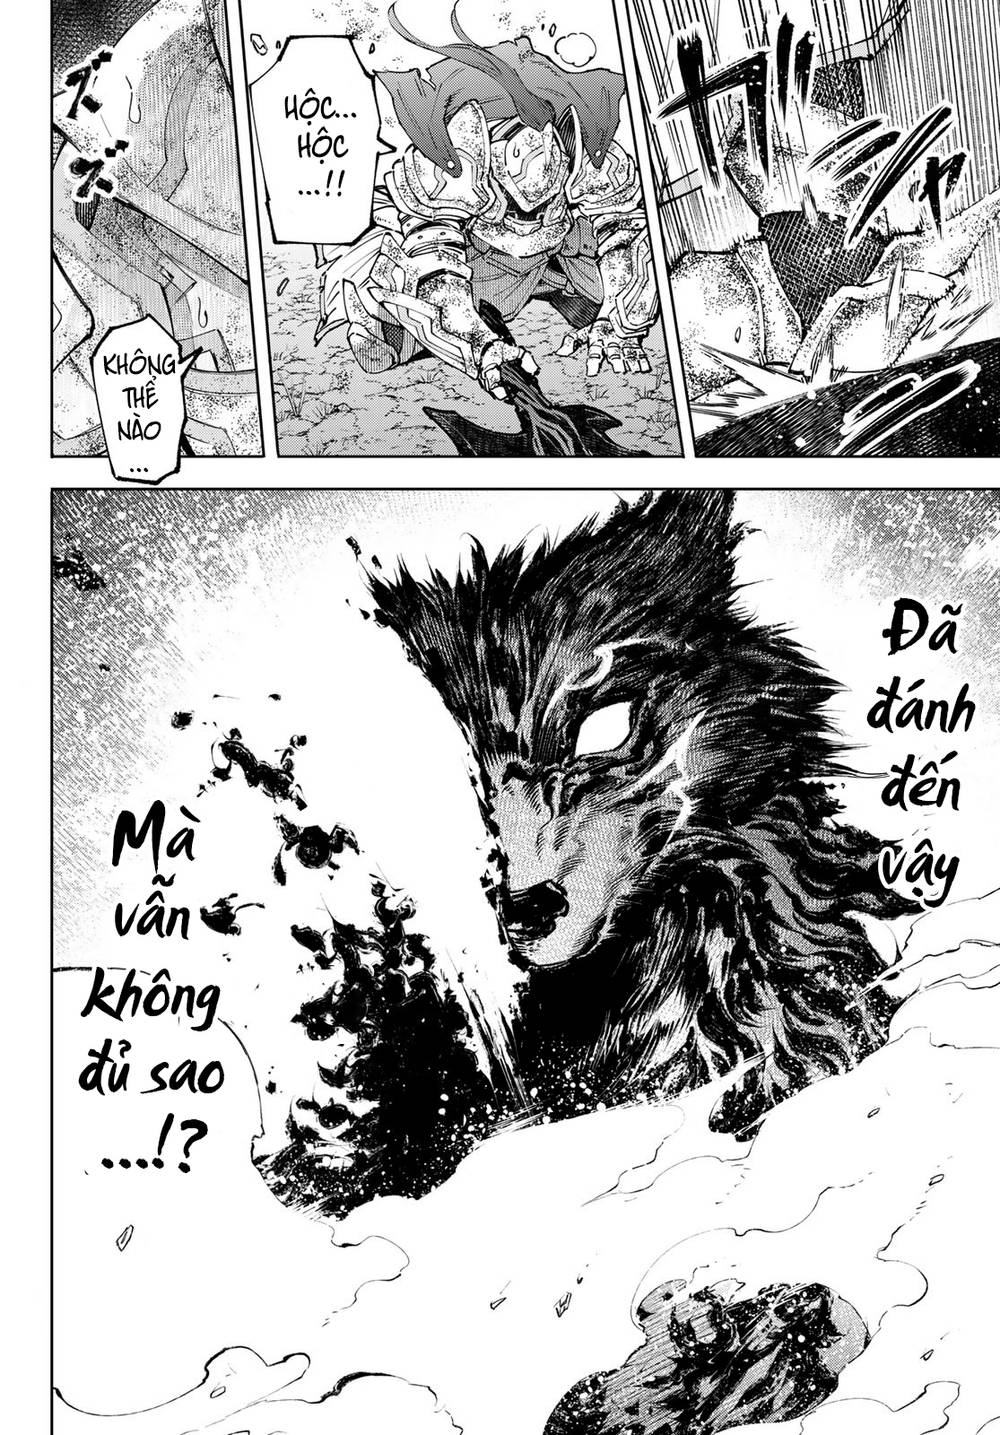 HỘC...
HỘC
...!!
KHÔNG
THỂ
NÀO
...
Đã
đánh
đến
vậy
Mà
vẫn
không
đủ sao
....!?